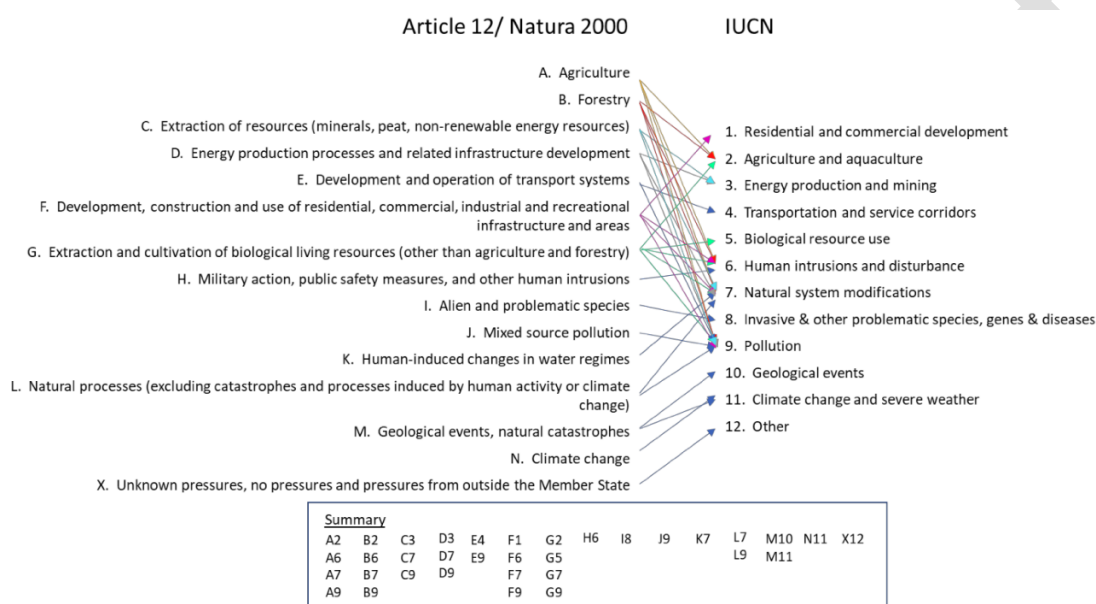 Article 12/ Natura 2000
IUCN
A. Agriculture
B. Forestry
C. Extraction of resources (minerals, peat, non-renewable energy resources)
D. Energy production processes and related infrastructure development
E. Development and operation of transport systems
F. Development, construction and use of residential, commercial, industrial and recreational
infrastructure and areas
G. Extraction and cultivation of biological living resources (other than agriculture and forestry)
H. Military action, public safety measures, and other human intrusions
I. Alien and problematic species
J. Mixed source pollution
K. Human-induced changes in water regimes
L. Natural processes (excluding catastrophes and processes induced by human activity or climate
change)
M. Geological events, natural catastrophes
N. Climate change
X. Unknown pressures, no pressures and pressures from outside the Member State
1. Residential and commercial development
2. Agriculture and aquaculture
3. Energy production and mining
4. Transportation and service corridors
5. Biological resource use
6. Human intrusions and disturbance
7. Natural system modifications
8. Invasive & other problematic species, genes & diseases
9. Pollution
10. Geological events
11. Climate change and severe weather
12. Other
Summary
A2 B2 C3 D3 E4 F1 G2 H6 I8 J9 K7 L7 M10 N11 X12
A6 B6 C7 D7 E9 F6 G5 L9 M11
A7 B7 C9 D9 F7 G7
A9 B9 F9 G9